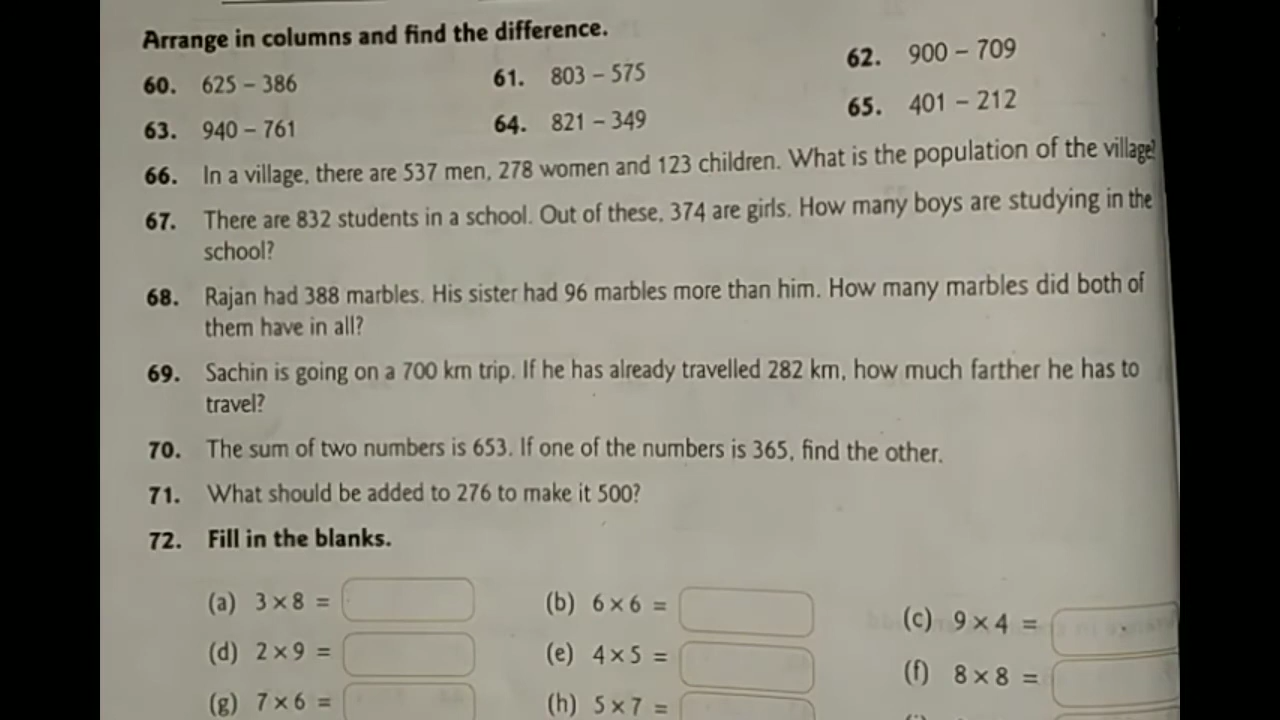 Arrange in columns and find the difference.
60. 625 – 386 61. 803 – 575 62. 900 – 709
63. 940 – 761 64. 821 – 349 65. 401 – 212
66. In a village, there are 537 men, 278 women and 123 children. What is the population of the village?
67. There are 832 students in a school. Out of these, 374 are girls. How many boys are studying in the
school?
68. Rajan had 388 marbles. His sister had 96 marbles more than him. How many marbles did both of
them have in all?
69. Sachin is going on a 700 km trip. If he has already travelled 282 km, how much farther he has to
travel?
70. The sum of two numbers is 653. If one of the numbers is 365, find the other.
71. What should be added to 276 to make it 500?
72. Fill in the blanks.
(a) 3 × 8 = (b) 6 × 6 = (c) 9 × 4 =
(d) 2 × 9 = (e) 4 × 5 = (f) 8 × 8 =
(g) 7 × 6 = (h) 5 × 7 =